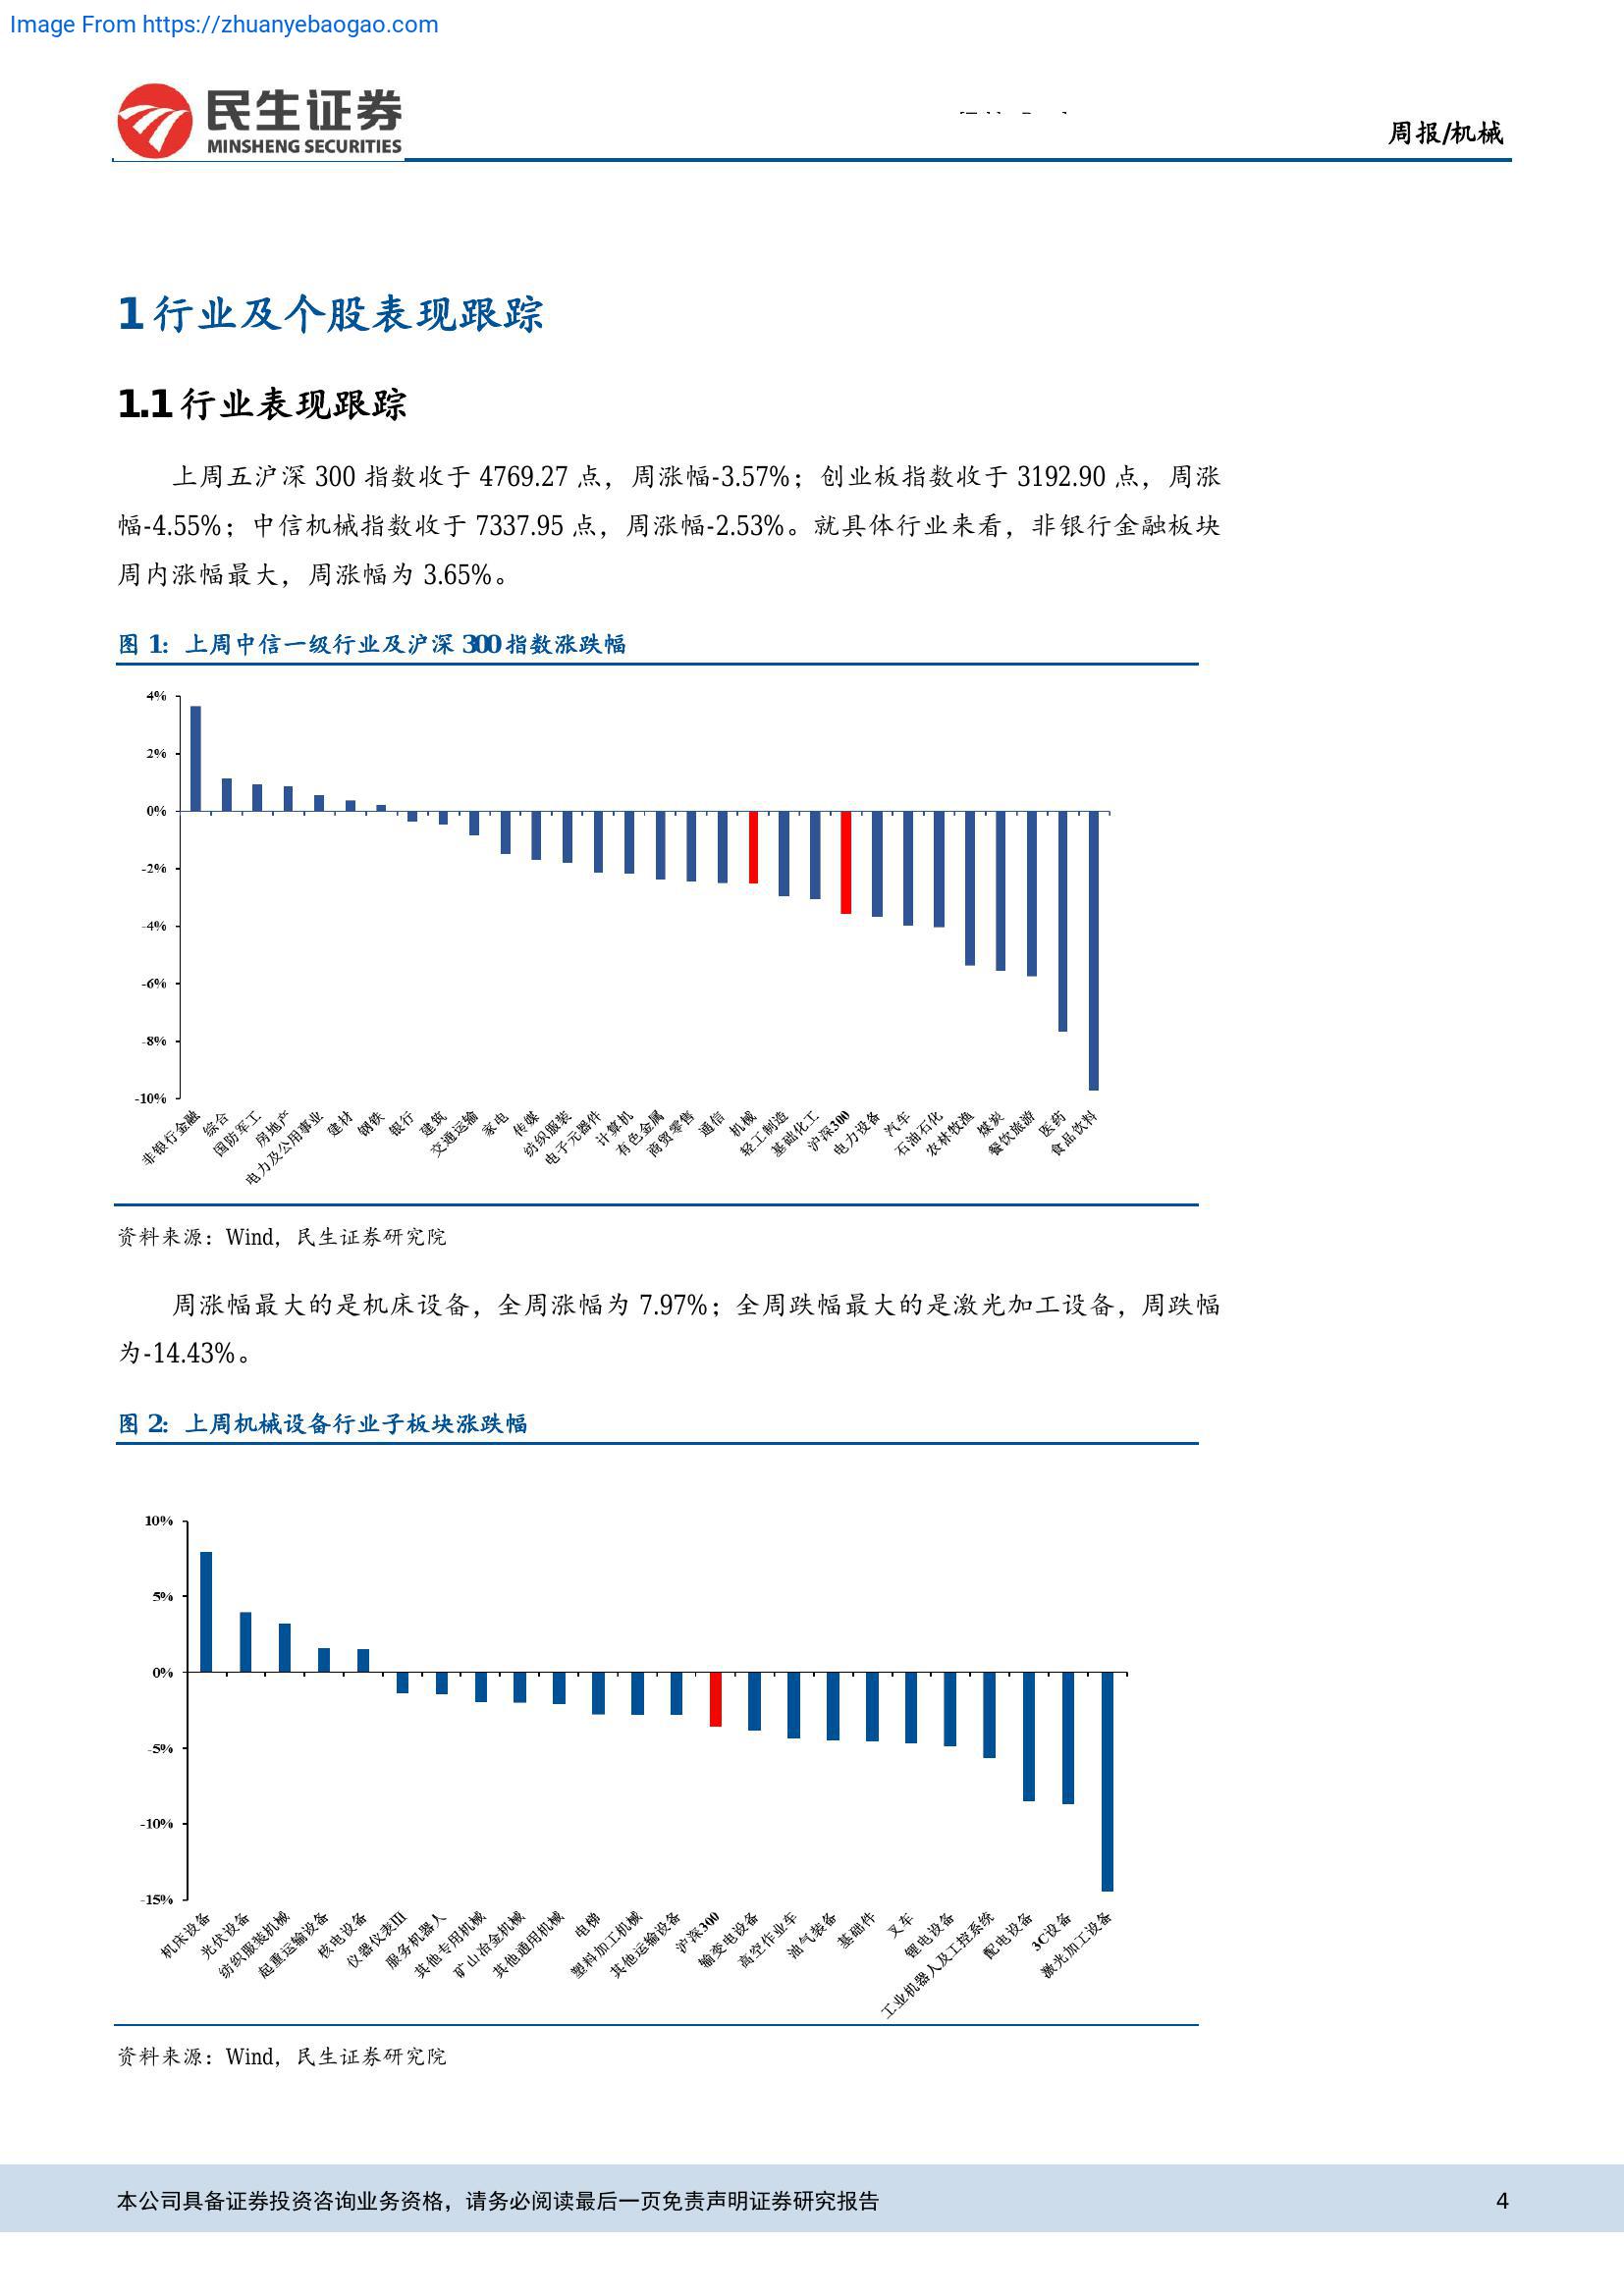 Image From https://zhuanyebaogao.com
民生证券
MINSHENG SECURITIES
周报/机械
1 行业及个股表现跟踪
1.1 行业表现跟踪
上周五沪深 300 指数收于 4769.27 点，周涨幅-3.57%；创业板指数收于 3192.90 点，周涨
幅-4.55%；中信机械指数收于 7337.95 点，周涨幅-2.53%。就具体行业来看，非银行金融板块
周内涨幅最大，周涨幅为 3.65%。
图 1: 上周中信一级行业及沪深 300 指数涨跌幅
4%
2%
0%
-2%
-4%
-6%
-8%
-10%
非银行金融
综合
国防军工
房地产
电力及公用事业
建材
钢铁
银行
建筑
交通运输
家电
传媒
纺织服装
电子元器件
计算机
有色金属
商贸零售
通信
机械
轻工制造
基础化工
沪深300
电力设备
汽车
石油石化
农林牧渔
煤炭
餐饮旅游
医药
食品饮料
资料来源：Wind，民生证券研究院
周涨幅最大的是机床设备，全周涨幅为 7.97%；全周跌幅最大的是激光加工设备，周跌幅
为-14.43%。
图 2: 上周机械设备行业子板块涨跌幅
10%
5%
0%
-5%
-10%
-15%
机床设备
光伏设备
纺织服装机械
起重运输设备
核电设备
仪器仪表III
服务机器人
其他专用机械
矿山冶金机械
其他通用机械
电梯
塑料加工机械
其他运输设备
沪深300
输变电设备
高空作业车
油气装备
基础件
叉车
锂电设备
工业机器人及工控系统
配电设备
3C设备
激光加工设备
资料来源：Wind，民生证券研究院
本公司具备证券投资咨询业务资格，请务必阅读最后一页免责声明证券研究报告
4